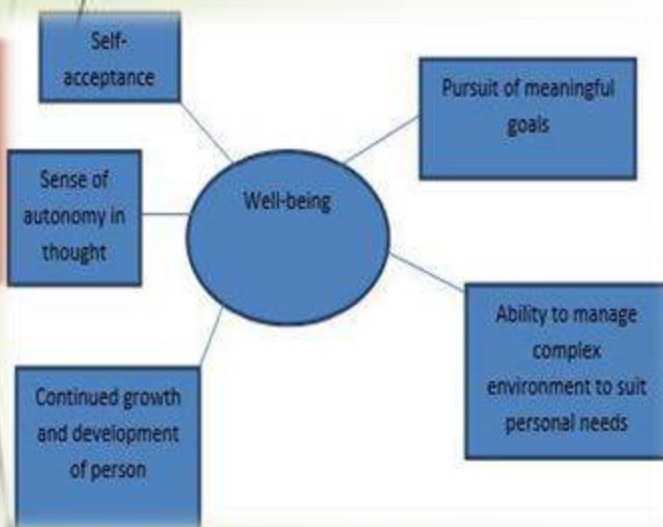 Self-
acceptance
Pursuit of meaningful
goals
Sense of
autonomy in
thought
Well-being
Ability to manage
complex
environment to suit
personal needs
Continued growth
and development
of person